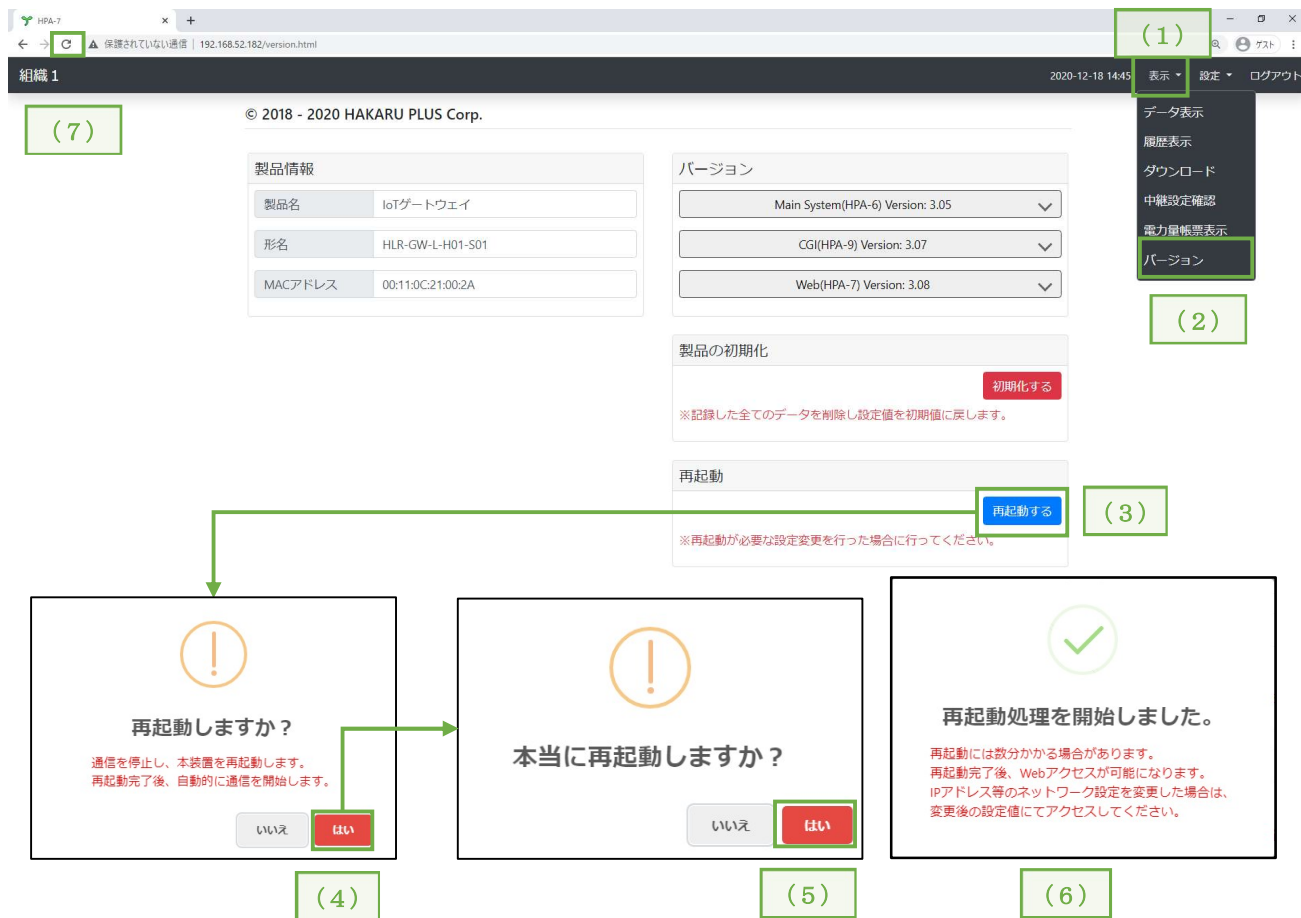 HPA-7
保護されていない通信 | 192.168.52.182/version.html
ゲスト
(1)
組織 1
2020-12-18 14:45
表示
設定
ログアウト
(7)
© 2018 - 2020 HAKARU PLUS Corp.
データ表示
履歴表示
ダウンロード
中継設定確認
電力量帳票表示
バージョン
(2)
製品情報
製品名
IoTゲートウェイ
形名
HLR-GW-L-H01-S01
MACアドレス
00:11:0C:21:00:2A
バージョン
Main System(HPA-6) Version: 3.05
CGI(HPA-9) Version: 3.07
Web(HPA-7) Version: 3.08
製品の初期化
初期化する
※記録した全てのデータを削除し設定値を初期値に戻します。
再起動
再起動する
(3)
※再起動が必要な設定変更を行った場合に行ってください。
再起動しますか？
通信を停止し、本装置を再起動します。
再起動完了後、自動的に通信を開始します。
いいえ
はい
(4)
本当に再起動しますか？
いいえ
はい
(5)
再起動処理を開始しました。
再起動には数分かかる場合があります。
再起動完了後、Webアクセスが可能になります。
IPアドレス等のネットワーク設定を変更した場合は、
変更後の設定値にてアクセスしてください。
(6)